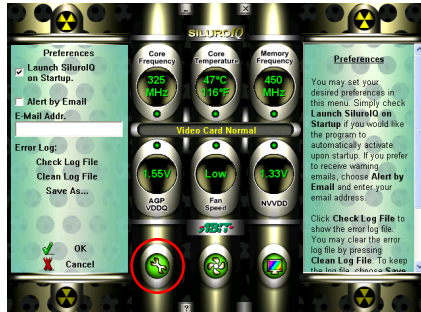 SILUROIQ
Preferences
Launch SiluroIQ
on Startup.
Alert by Email
E-Mail Addr.
Error Log:
Check Log File
Clean Log File
Save As...
OK
Cancel
Core
Frequency
325
MHz
Core
Temperature
47°C
116°F
Memory
Frequency
450
MHz
Video Card Normal
1.55V
AGP
VDDQ
Low
Fan
Speed
1.33V
NVVDD
ABIT
?
Preferences
You may set your
desired preferences in
this menu. Simply check
Launch SiluroIQ on
Startup if you would like
the program to
automatically activate
upon startup. If you prefer
to receive warning
emails, choose Alert by
Email and enter your
email address.
Click Check Log File to
show the error log file.
You may clear the error
log file by pressing
Clean Log File. To keep
the log file, choose Save